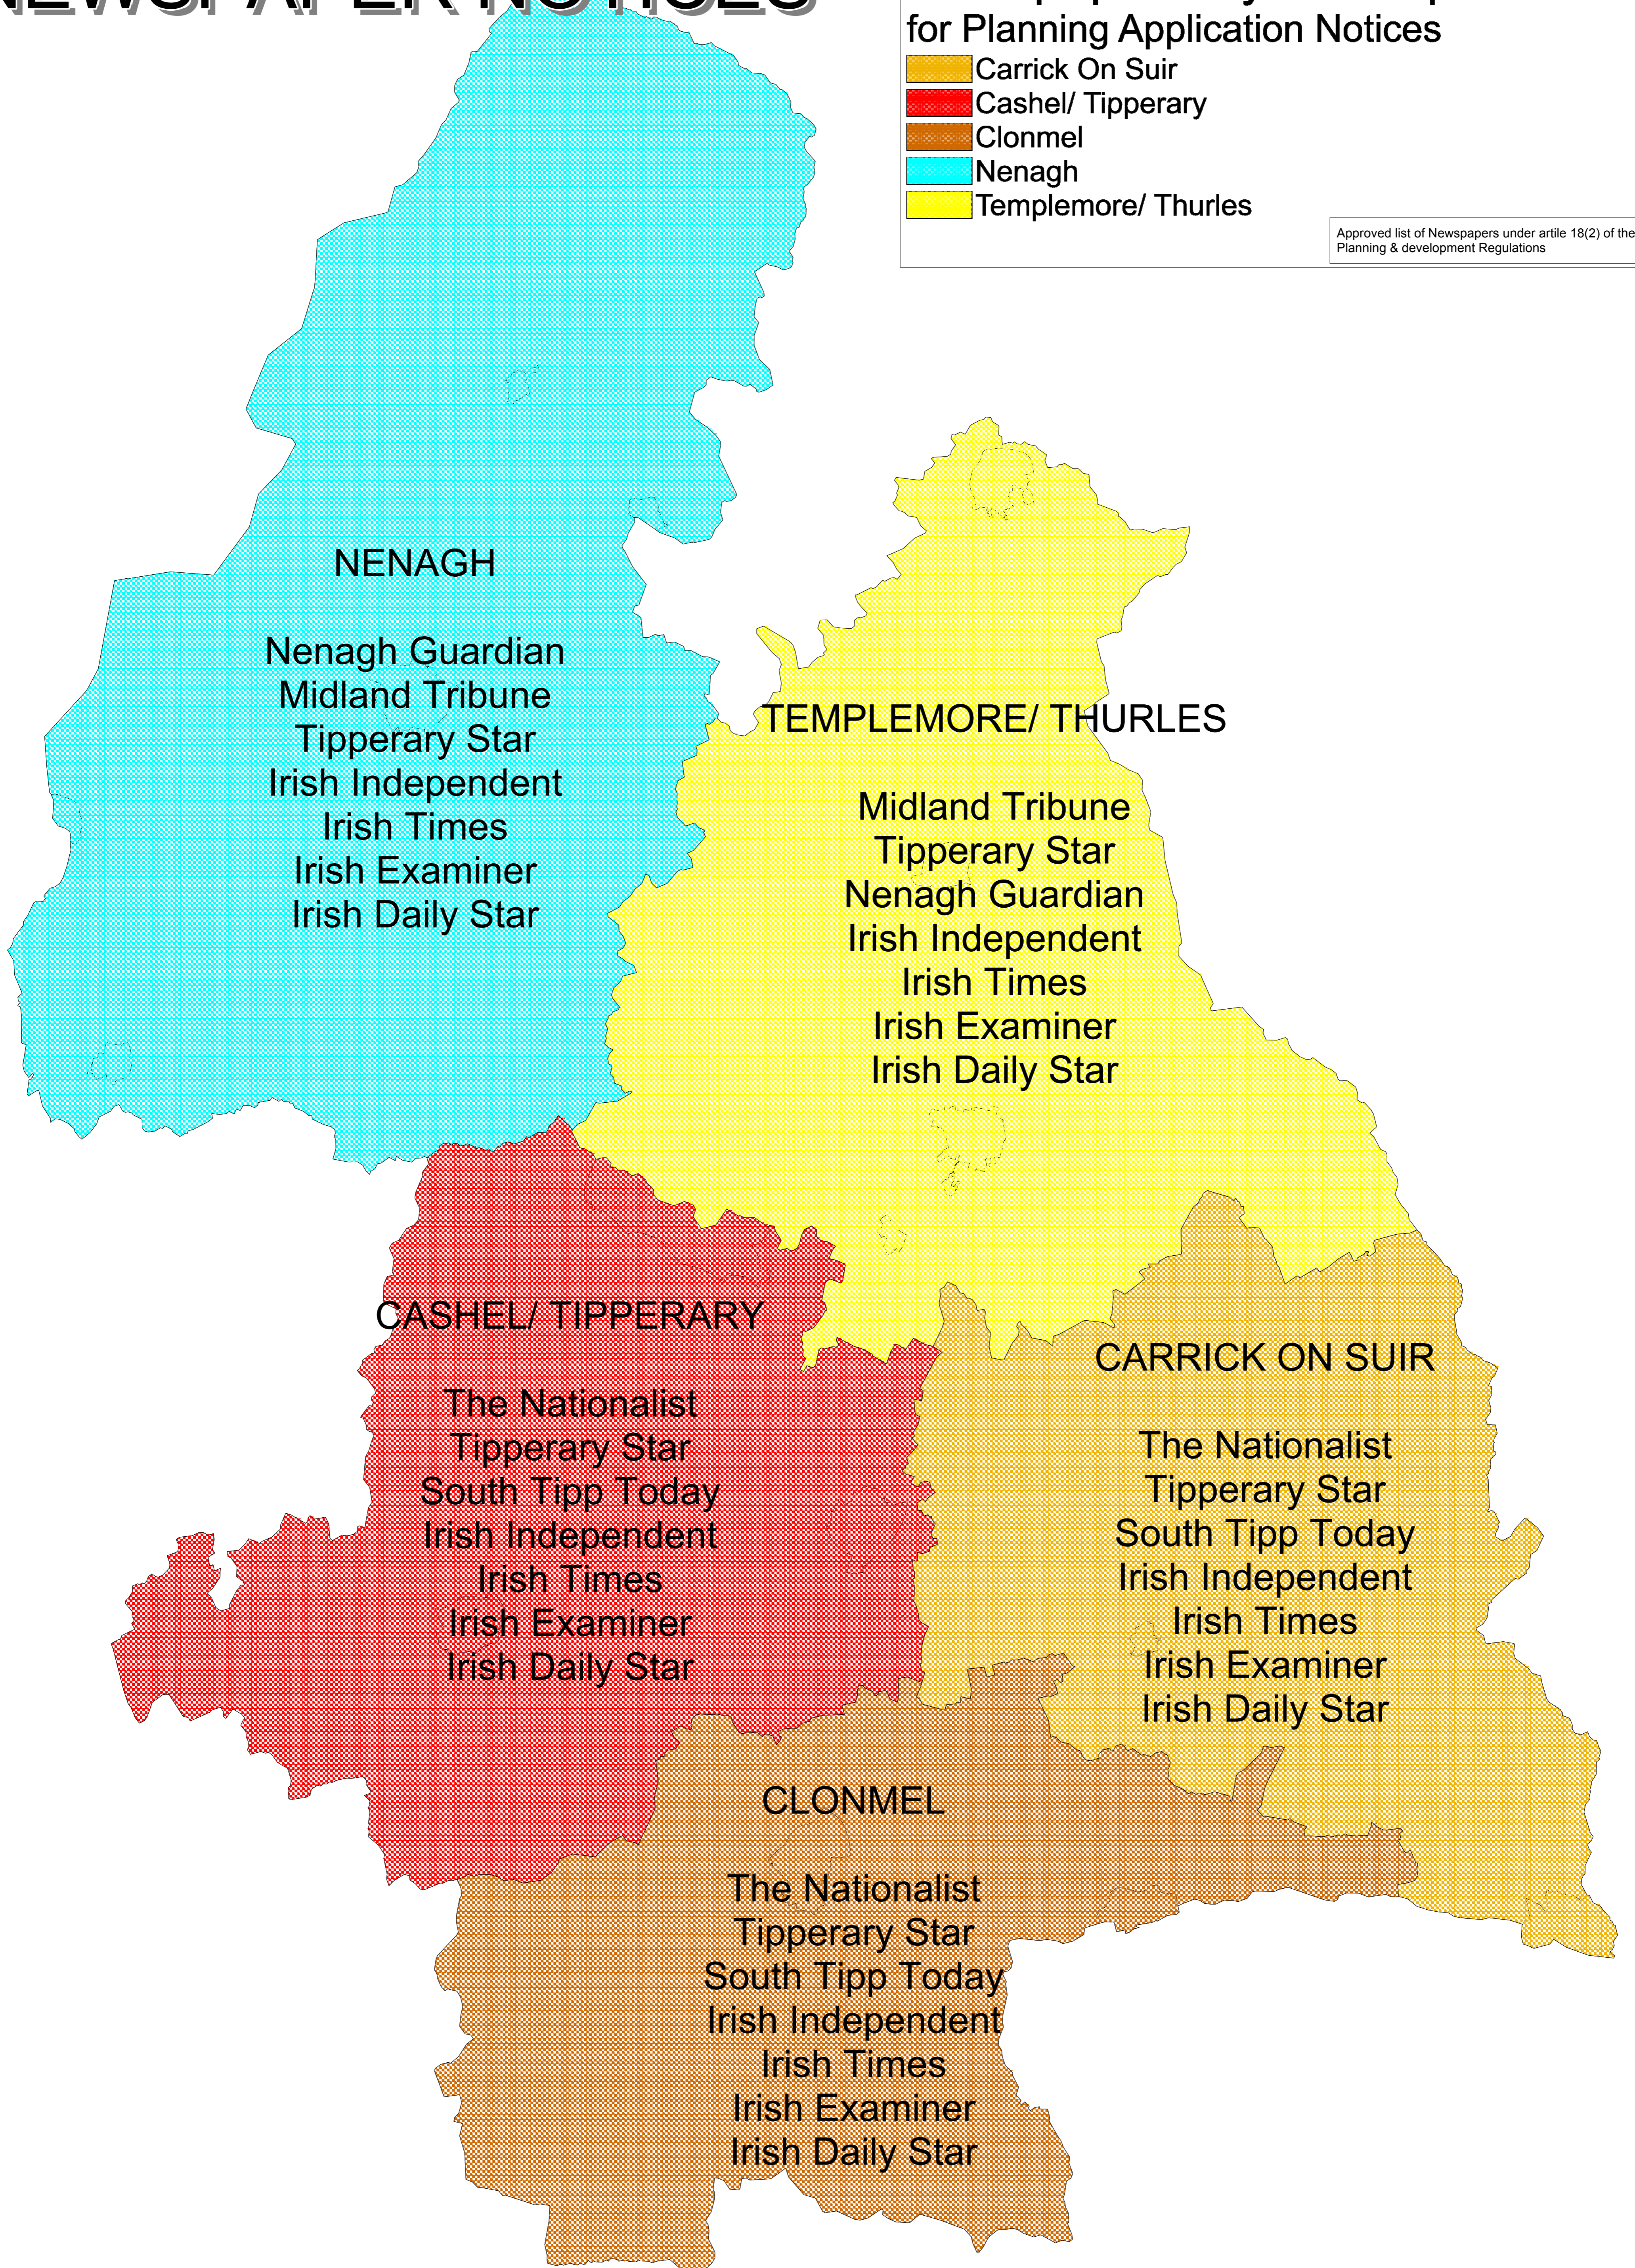 NEWSPAPER NOTICES
for Planning Application Notices
Carrick On Suir
Cashel/ Tipperary
Clonmel
Nenagh
Templemore/ Thurles
Approved list of Newspapers under artile 18(2) of the
Planning & development Regulations
NENAGH
Nenagh Guardian
Midland Tribune
Tipperary Star
Irish Independent
Irish Times
Irish Examiner
Irish Daily Star
TEMPLEMORE/ THURLES
Midland Tribune
Tipperary Star
Nenagh Guardian
Irish Independent
Irish Times
Irish Examiner
Irish Daily Star
CASHEL/ TIPPERARY
The Nationalist
Tipperary Star
South Tipp Today
Irish Independent
Irish Times
Irish Examiner
Irish Daily Star
CARRICK ON SUIR
The Nationalist
Tipperary Star
South Tipp Today
Irish Independent
Irish Times
Irish Examiner
Irish Daily Star
CLONMEL
The Nationalist
Tipperary Star
South Tipp Today
Irish Independent
Irish Times
Irish Examiner
Irish Daily Star